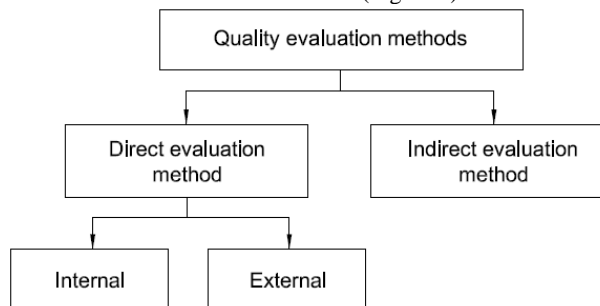 Quality evaluation methods
Direct evaluation
method
Indirect evaluation
method
Internal
External